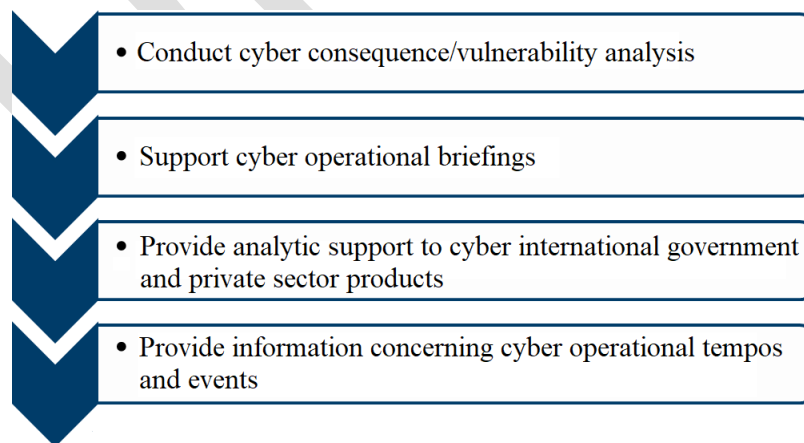 • Conduct cyber consequence/vulnerability analysis
• Support cyber operational briefings
• Provide analytic support to cyber international government
and private sector products
• Provide information concerning cyber operational tempos
and events